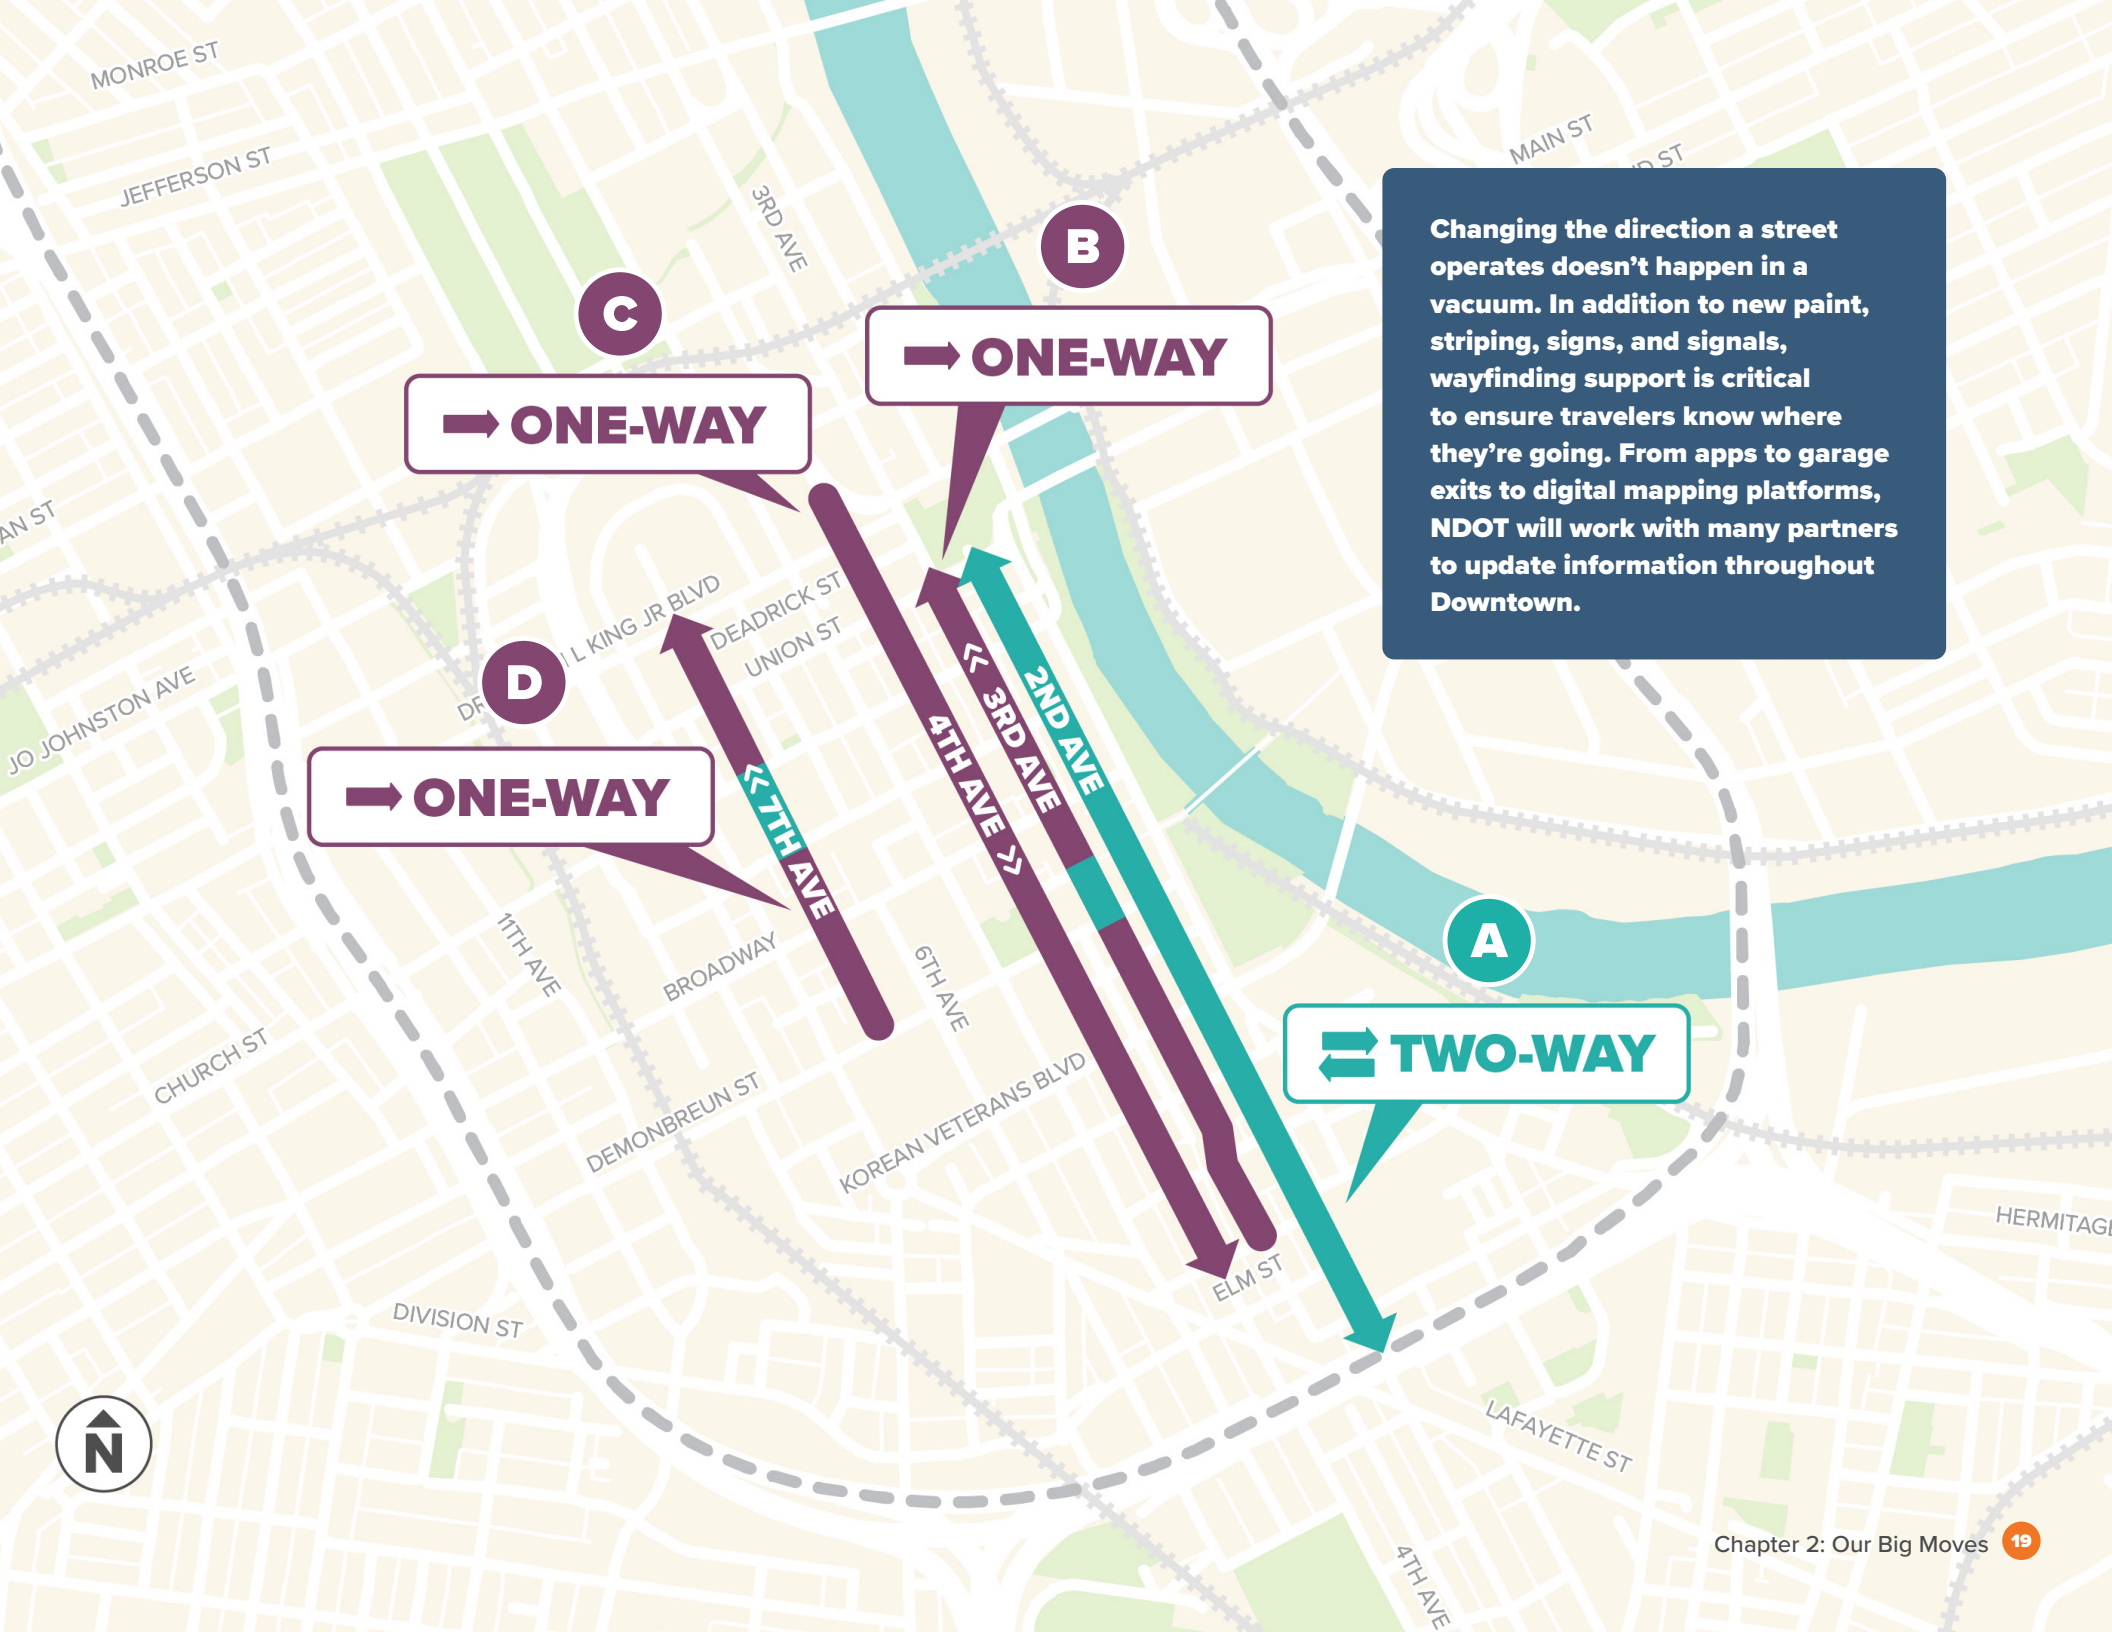 MONROE ST
JEFFERSON ST
3RD AVE
MAIN ST
ST
B
C
➡ ONE-WAY
➡ ONE-WAY
Changing the direction a street
operates doesn’t happen in a
vacuum. In addition to new paint,
striping, signs, and signals,
wayfinding support is critical
to ensure travelers know where
they’re going. From apps to garage
exits to digital mapping platforms,
NDOT will work with many partners
to update information throughout
Downtown.
AN ST
L KING JR BLVD
DEADRICK ST
UNION ST
D
JO JOHNSTON AVE
➡ ONE-WAY
« 7TH AVE
4TH AVE »
« 3RD AVE
2ND AVE
11TH AVE
BROADWAY
6TH AVE
A
TWO-WAY
CHURCH ST
DEMONBREUN ST
KOREAN VETERANS BLVD
HERMITAGE
ELM ST
DIVISION ST
LAFAYETTE ST
N
4TH AVE
Chapter 2: Our Big Moves 19